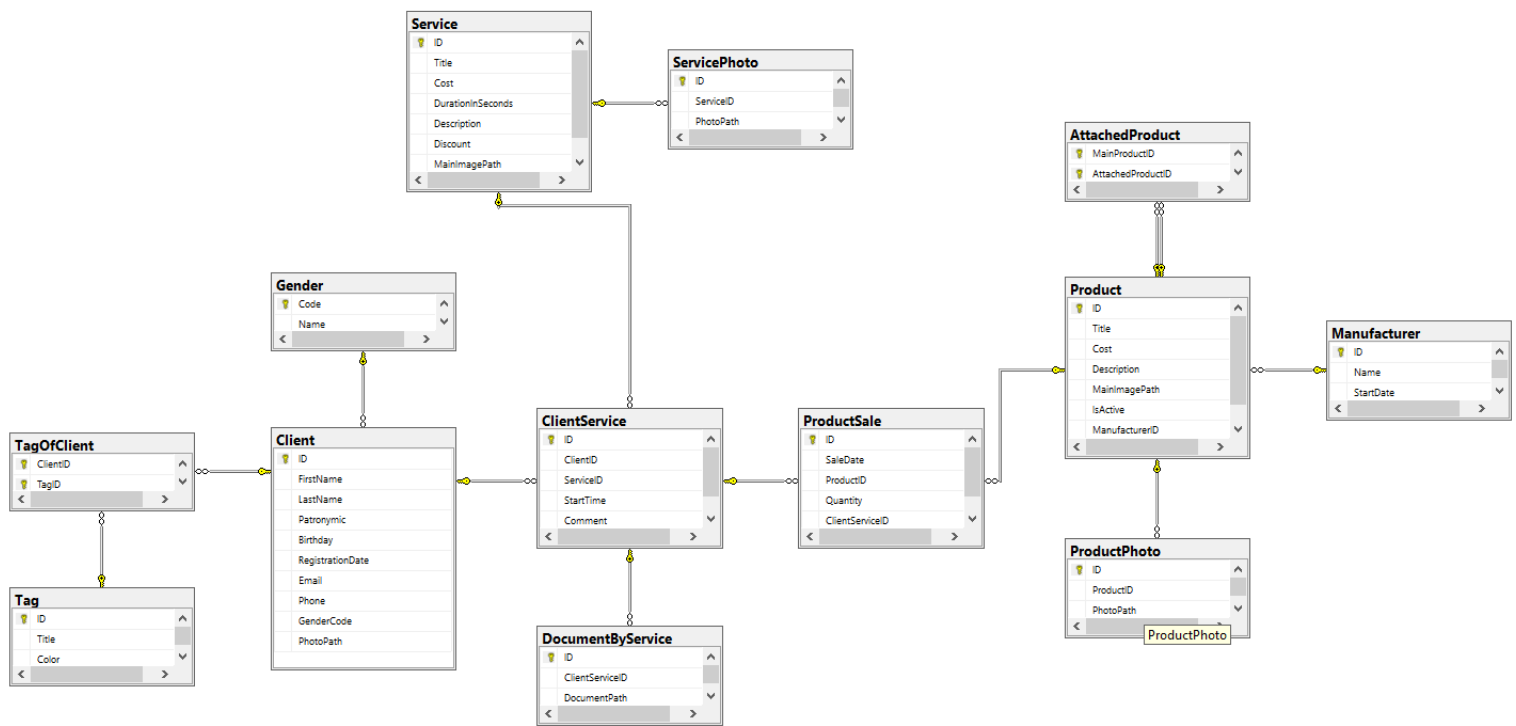 Service
ID
Title
Cost
DurationInSeconds
Description
Discount
MainImagePath
ServicePhoto
ID
ServiceID
PhotoPath
AttachedProduct
MainProductID
AttachedProductID
Gender
Code
Name
Product
ID
Title
Cost
Description
MainImagePath
IsActive
ManufacturerID
Manufacturer
ID
Name
StartDate
TagOfClient
ClientID
TagID
Client
ID
FirstName
LastName
Patronymic
Birthday
RegistrationDate
Email
Phone
GenderCode
PhotoPath
ClientService
ID
ClientID
ServiceID
StartTime
Comment
ProductSale
ID
SaleDate
ProductID
Quantity
ClientServiceID
Tag
ID
Title
Color
DocumentByService
ID
ClientServiceID
DocumentPath
ProductPhoto
ID
ProductID
PhotoPath
ProductPhoto